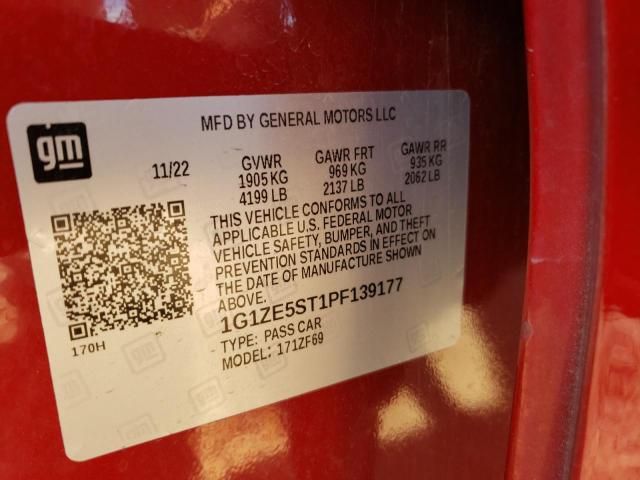 gm
MFD BY GENERAL MOTORS LLC
11/22 GVWR GAWR FRT GAWR RR
1905 KG 969 KG 935 KG
4199 LB 2137 LB 2062 LB
THIS VEHICLE CONFORMS TO ALL
APPLICABLE U.S. FEDERAL MOTOR
VEHICLE SAFETY, BUMPER, AND THEFT
PREVENTION STANDARDS IN EFFECT ON
THE DATE OF MANUFACTURE SHOWN
ABOVE.
1G1ZE5ST1PF139177
TYPE: PASS CAR
MODEL: 171ZF69
170H